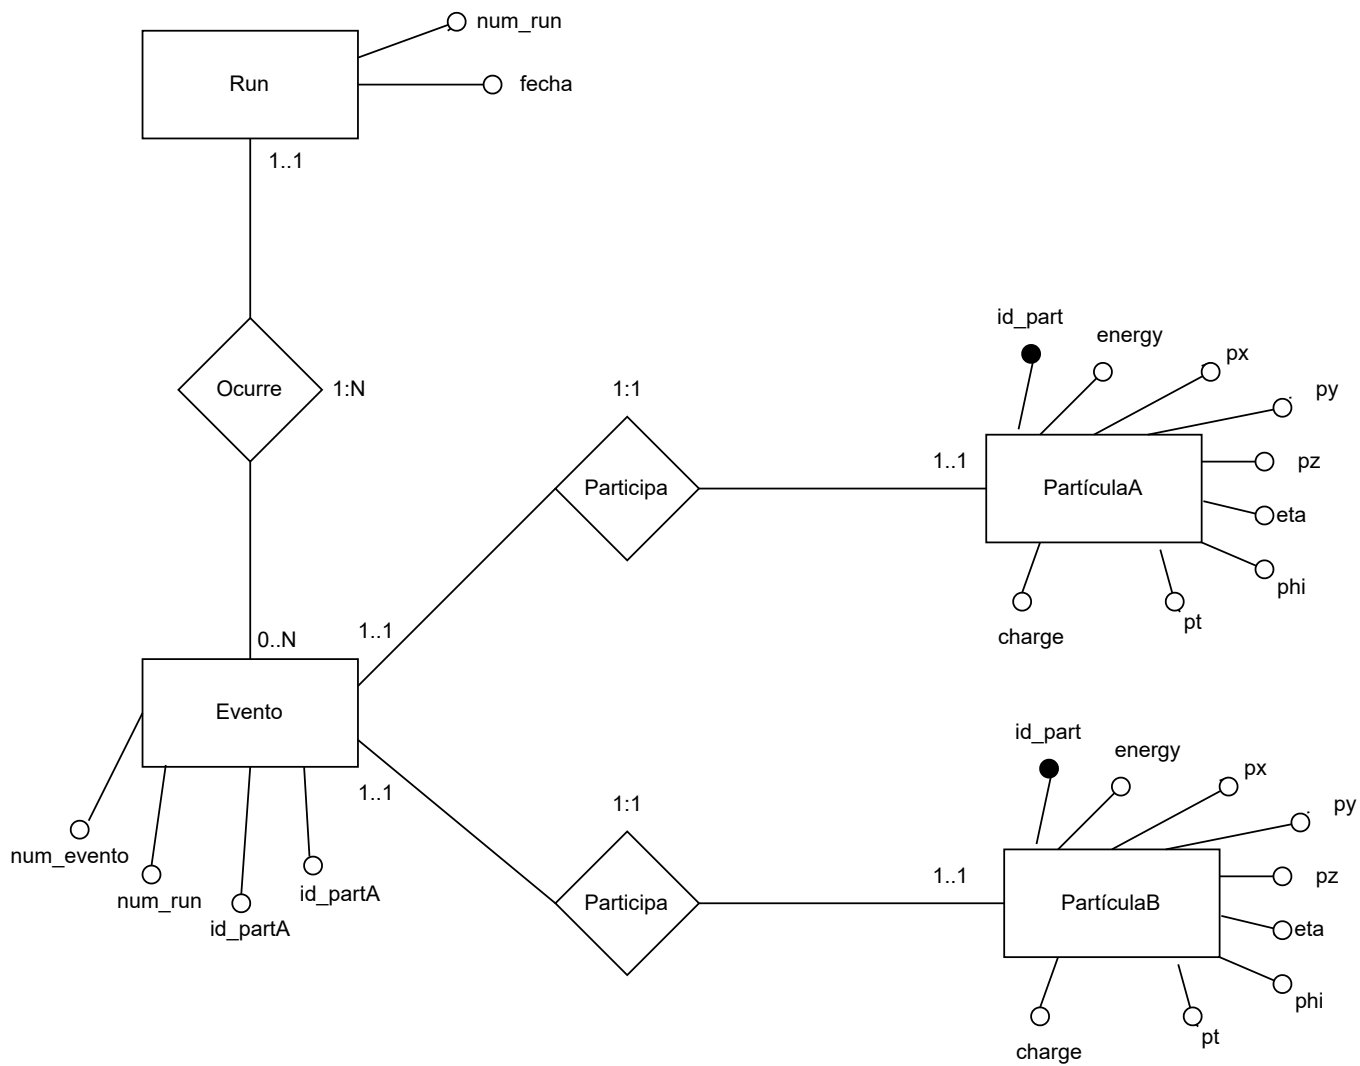 num_run
Run
fecha
1..1
Ocurre
1:N
0..N
Evento
num_evento
num_run
id_partA
id_partA
1..1
1:1
Participa
1..1
id_part
energy
px
py
pz
eta
phi
pt
charge
PartículaA
1..1
1:1
Participa
1..1
id_part
energy
px
py
pz
eta
phi
pt
charge
PartículaB